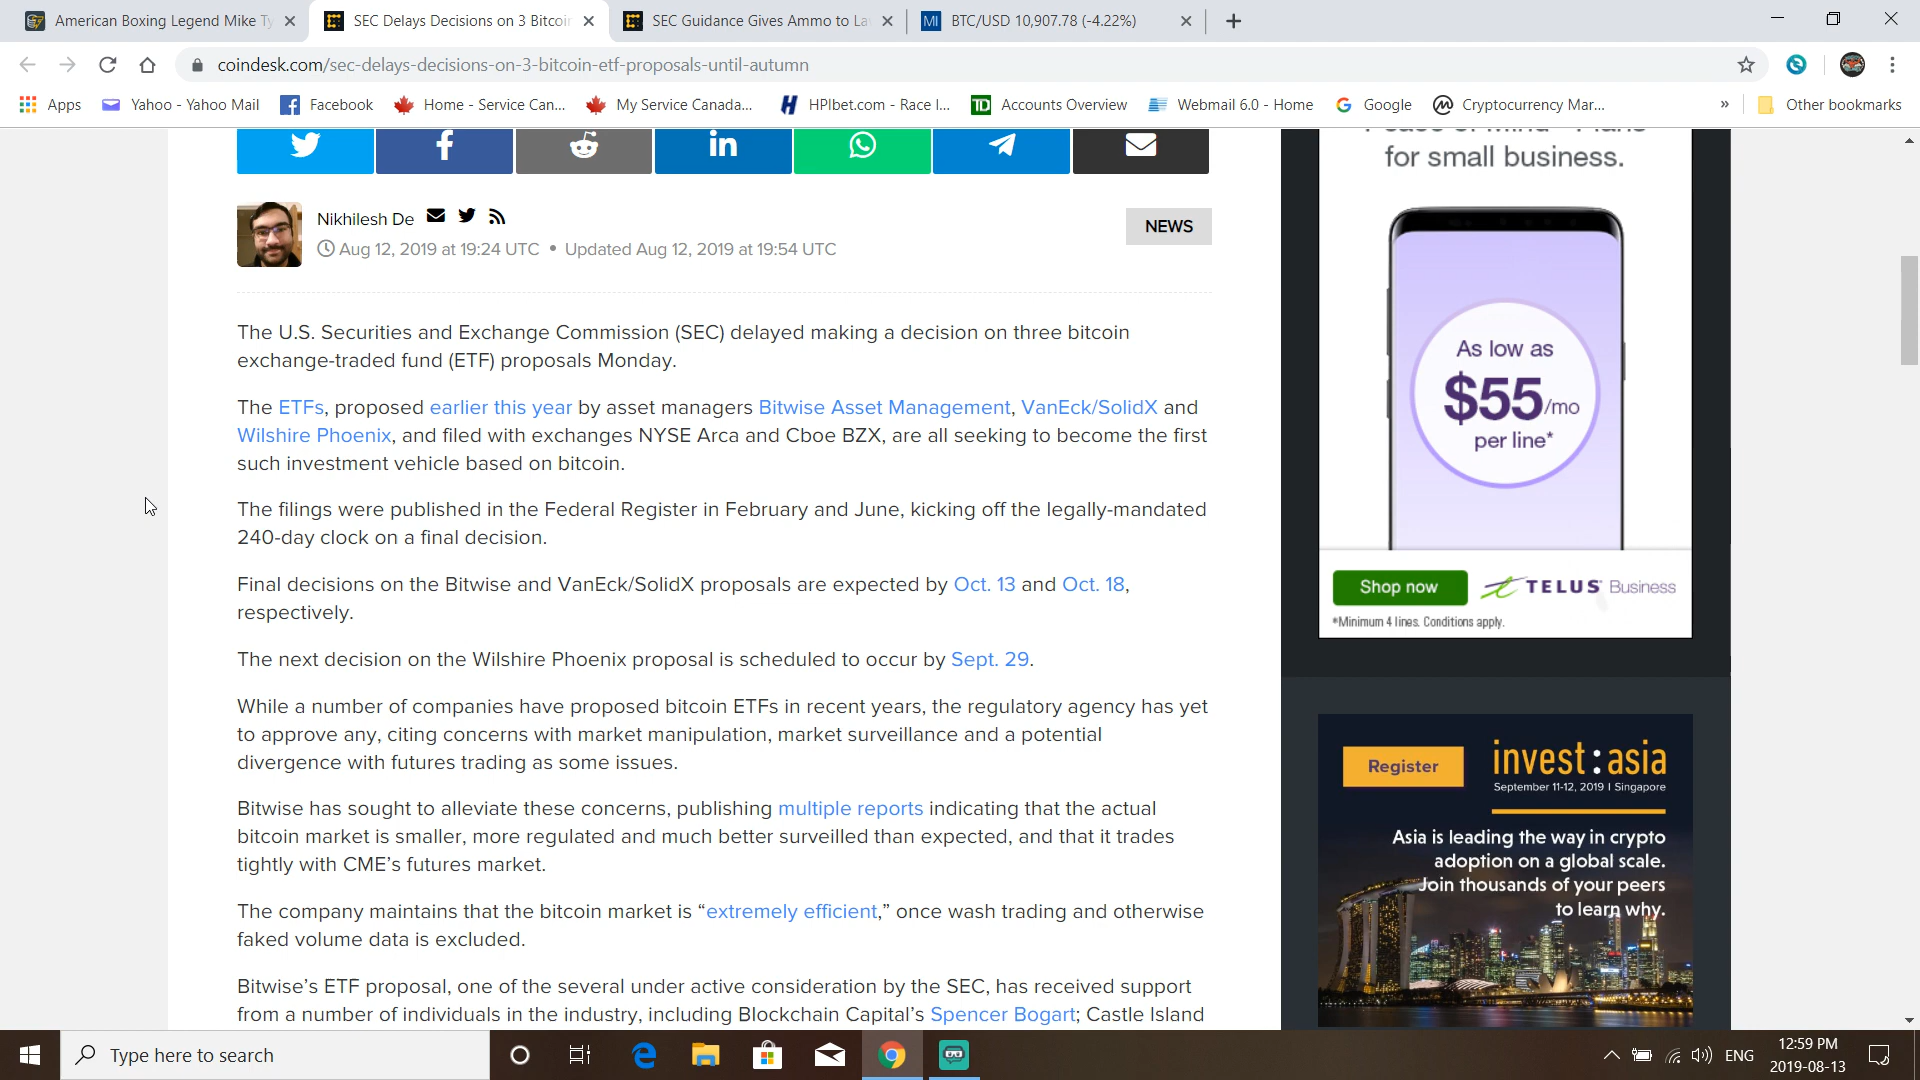 American Boxing Legend Mike Ty
SEC Delays Decisions on 3 Bitcoi
SEC Guidance Gives Ammo to La
MI BTC/USD 10,907.78 (-4.22%)
coindesk.com/sec-delays-decisions-on-3-bitcoin-etf-proposals-until-autumn
Apps
Yahoo - Yahoo Mail
Facebook
Home - Service Can...
My Service Canada...
HPIbet.com - Race I...
TD Accounts Overview
Webmail 6.0 - Home
Google
Cryptocurrency Mar...
»
Other bookmarks
for small business.
Nikhilesh De
Aug 12, 2019 at 19:24 UTC • Updated Aug 12, 2019 at 19:54 UTC
NEWS
The U.S. Securities and Exchange Commission (SEC) delayed making a decision on three bitcoin
exchange-traded fund (ETF) proposals Monday.
The ETFs, proposed earlier this year by asset managers Bitwise Asset Management, VanEck/SolidX and
Wilshire Phoenix, and filed with exchanges NYSE Arca and Cboe BZX, are all seeking to become the first
such investment vehicle based on bitcoin.
The filings were published in the Federal Register in February and June, kicking off the legally-mandated
240-day clock on a final decision.
Final decisions on the Bitwise and VanEck/SolidX proposals are expected by Oct. 13 and Oct. 18,
respectively.
The next decision on the Wilshire Phoenix proposal is scheduled to occur by Sept. 29.
While a number of companies have proposed bitcoin ETFs in recent years, the regulatory agency has yet
to approve any, citing concerns with market manipulation, market surveillance and a potential
divergence with futures trading as some issues.
Bitwise has sought to alleviate these concerns, publishing multiple reports indicating that the actual
bitcoin market is smaller, more regulated and much better surveilled than expected, and that it trades
tightly with CME’s futures market.
The company maintains that the bitcoin market is “extremely efficient,” once wash trading and otherwise
faked volume data is excluded.
Bitwise’s ETF proposal, one of the several under active consideration by the SEC, has received support
from a number of individuals in the industry, including Blockchain Capital’s Spencer Bogart; Castle Island
As low as
$55/mo
per line*
Shop now
TELUS Business
*Minimum 4 lines. Conditions apply.
Register
invest:asia
September 11-12, 2019 I Singapore
Asia is leading the way in crypto
adoption on a global scale.
Join thousands of your peers
to learn why.
Type here to search
ENG
12:59 PM
2019-08-13